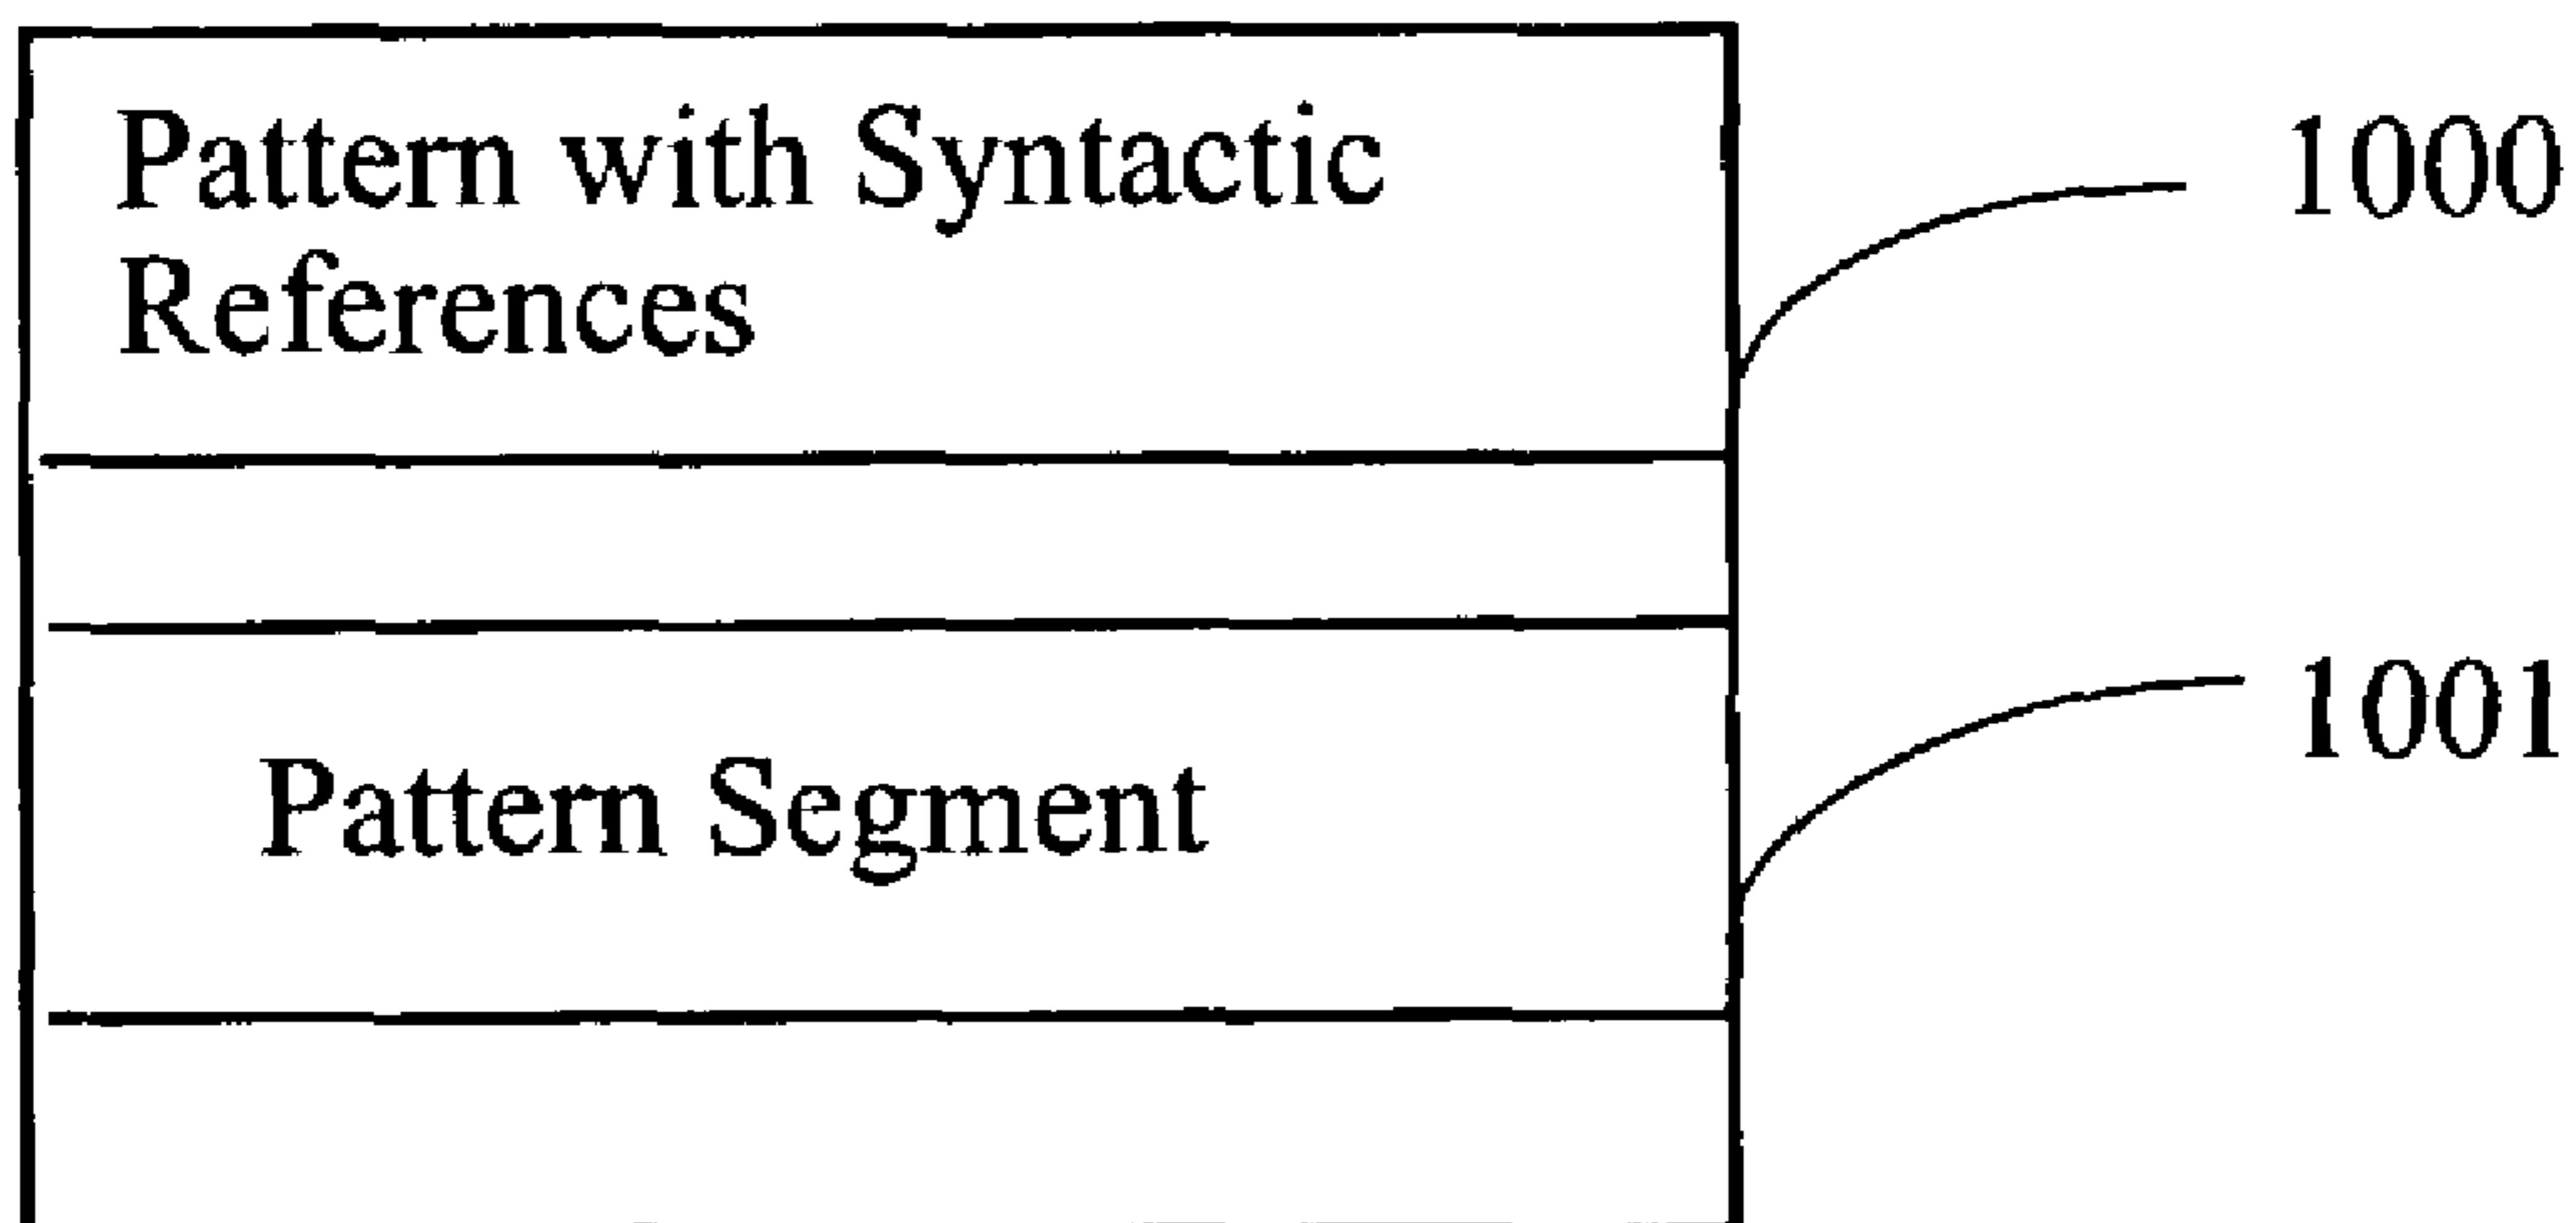 Pattern with Syntactic
References
1000
1001
Pattern Segment